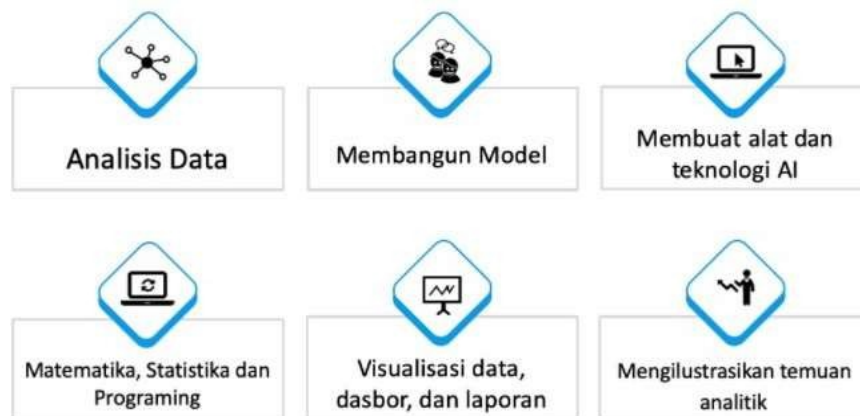 Analisis Data
Membangun Model
Membuat alat dan
teknologi AI
Matematika, Statistika dan
Programing
Visualisasi data,
dasbor, dan laporan
Mengilustrasikan temuan
analitik